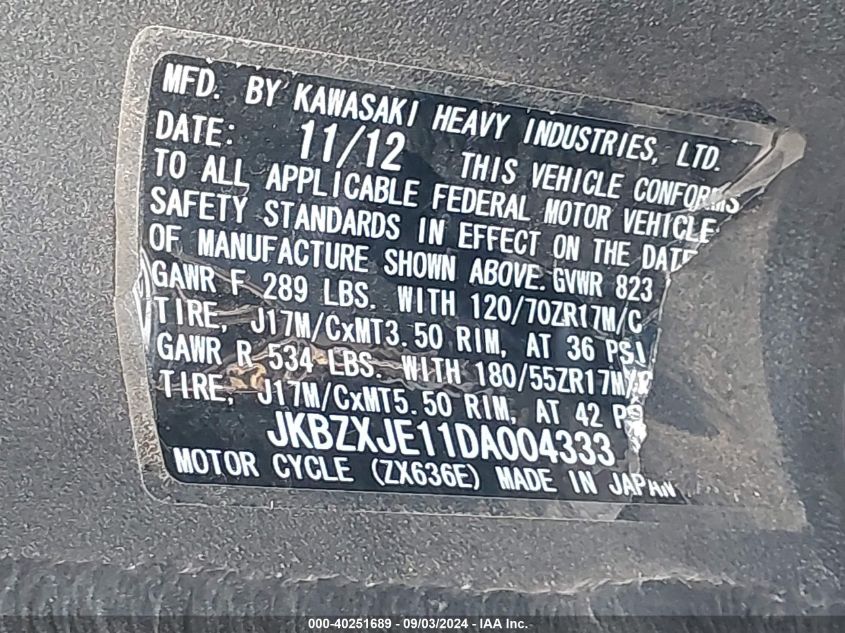 MFD. BY KAWASAKI HEAVY INDUSTRIES, LTD.
DATE: 11/12 THIS VEHICLE CONFORMS
TO ALL APPLICABLE FEDERAL MOTOR VEHICLE
SAFETY STANDARDS IN EFFECT ON THE DATE
OF MANUFACTURE SHOWN ABOVE. GVWR 823
GAWR F 289 LBS. WITH 120/70ZR17M/C
TIRE, J17M/CxMT3.50 RIM, AT 36 PSI
GAWR R 534 LBS. WITH 180/55ZR17M/C
TIRE, J17M/CxMT5.50 RIM, AT 42 PS
JKBZXJE11DA004333
MOTOR CYCLE (ZX636E) MADE IN JAPAN
000-40251689 - 09/03/2024 - IAA Inc.